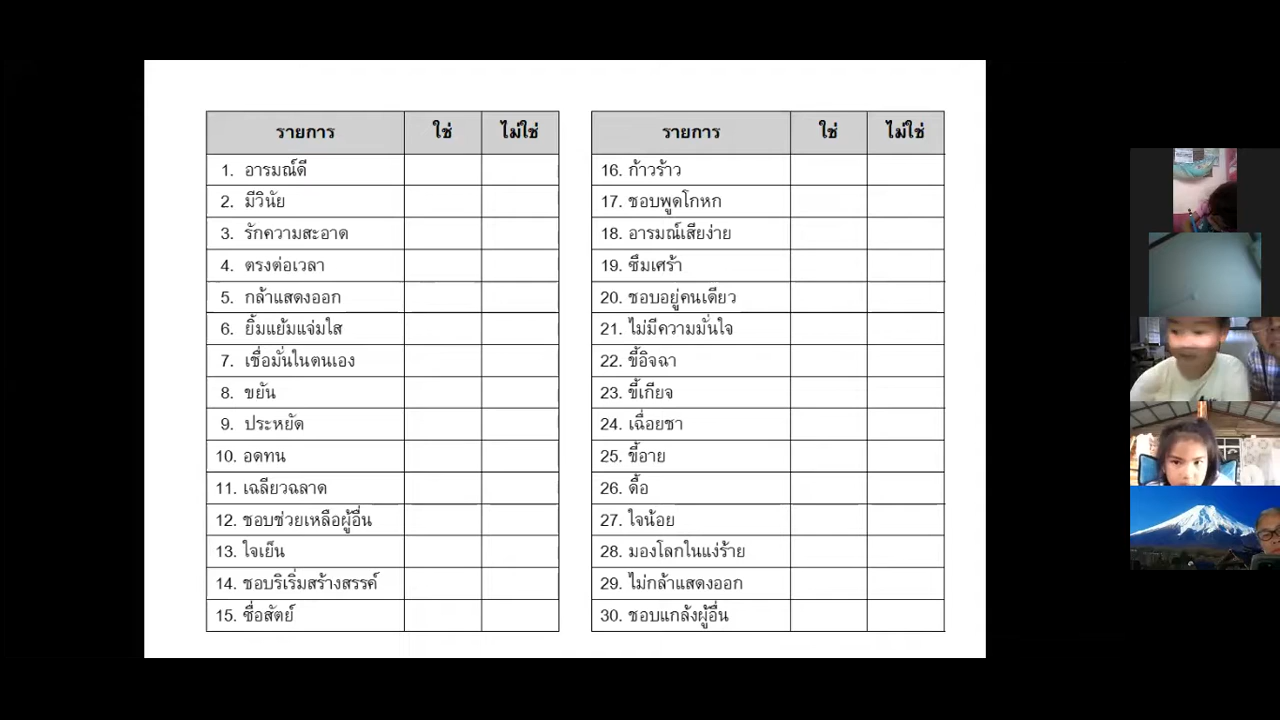 รายการ ใช่ ไม่ใช่
1. อารมณ์ดี
2. มีวินัย
3. รักความสะอาด
4. ตรงต่อเวลา
5. กล้าแสดงออก
6. ยิ้มแย้มแจ่มใส
7. เชื่อมั่นในตนเอง
8. ขยัน
9. ประหยัด
10. อดทน
11. เฉลียวฉลาด
12. ชอบช่วยเหลือผู้อื่น
13. ใจเย็น
14. ชอบริเริ่มสร้างสรรค์
15. ซื่อสัตย์
รายการ ใช่ ไม่ใช่
16. ก้าวร้าว
17. ชอบพูดโกหก
18. อารมณ์เสียง่าย
19. ซึมเศร้า
20. ชอบอยู่คนเดียว
21. ไม่มีความมั่นใจ
22. ขี้อิจฉา
23. ขี้เกียจ
24. เฉื่อยชา
25. ขี้อาย
26. ดื้อ
27. ใจน้อย
28. มองโลกในแง่ร้าย
29. ไม่กล้าแสดงออก
30. ชอบแกล้งผู้อื่น